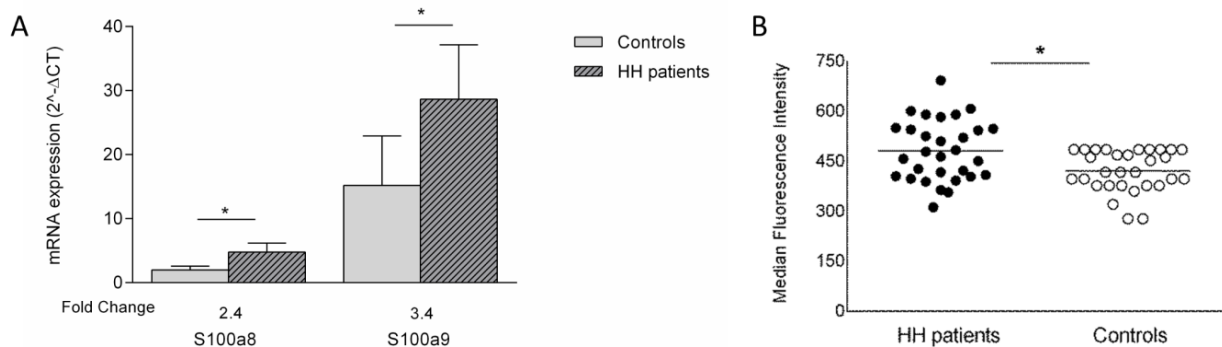 A
mRNA expression (2^-ΔCT)
40
30
20
10
0
*
*
Controls
HH patients
Fold Change
2.4
3.4
S100a8
S100a9
B
Median Fluorescence Intensity
750
600
450
300
150
0
*
HH patients
Controls